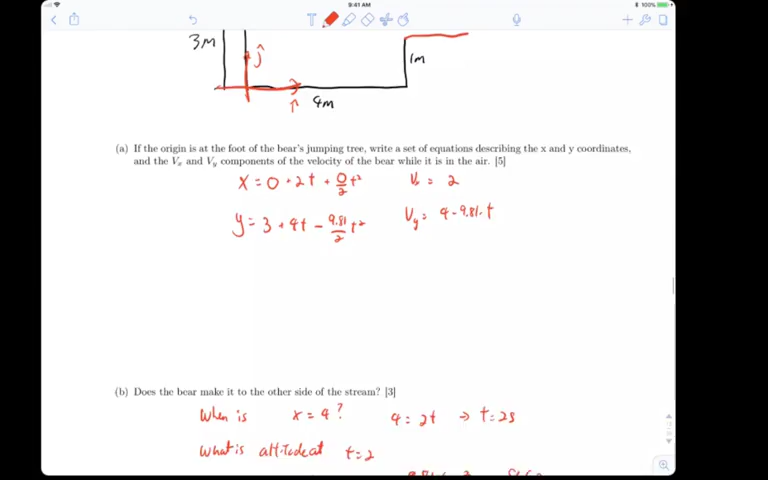 9:41 AM
100%
T
3M
ĵ
1M
î
4M
(a) If the origin is at the foot of the bear's jumping tree, write a set of equations describing the x and y coordinates,
and the Vx and Vy components of the velocity of the bear while it is in the air. [5]
x = 0 + 2t + 0/2 t² Vx = 2
y = 3 + 4t - 9.81/2 t² Vy = 4 - 9.81·t
(b) Does the bear make it to the other side of the stream? [3]
When is x = 4? 4 = 2t → t = 2s
What is altitude at t = 2